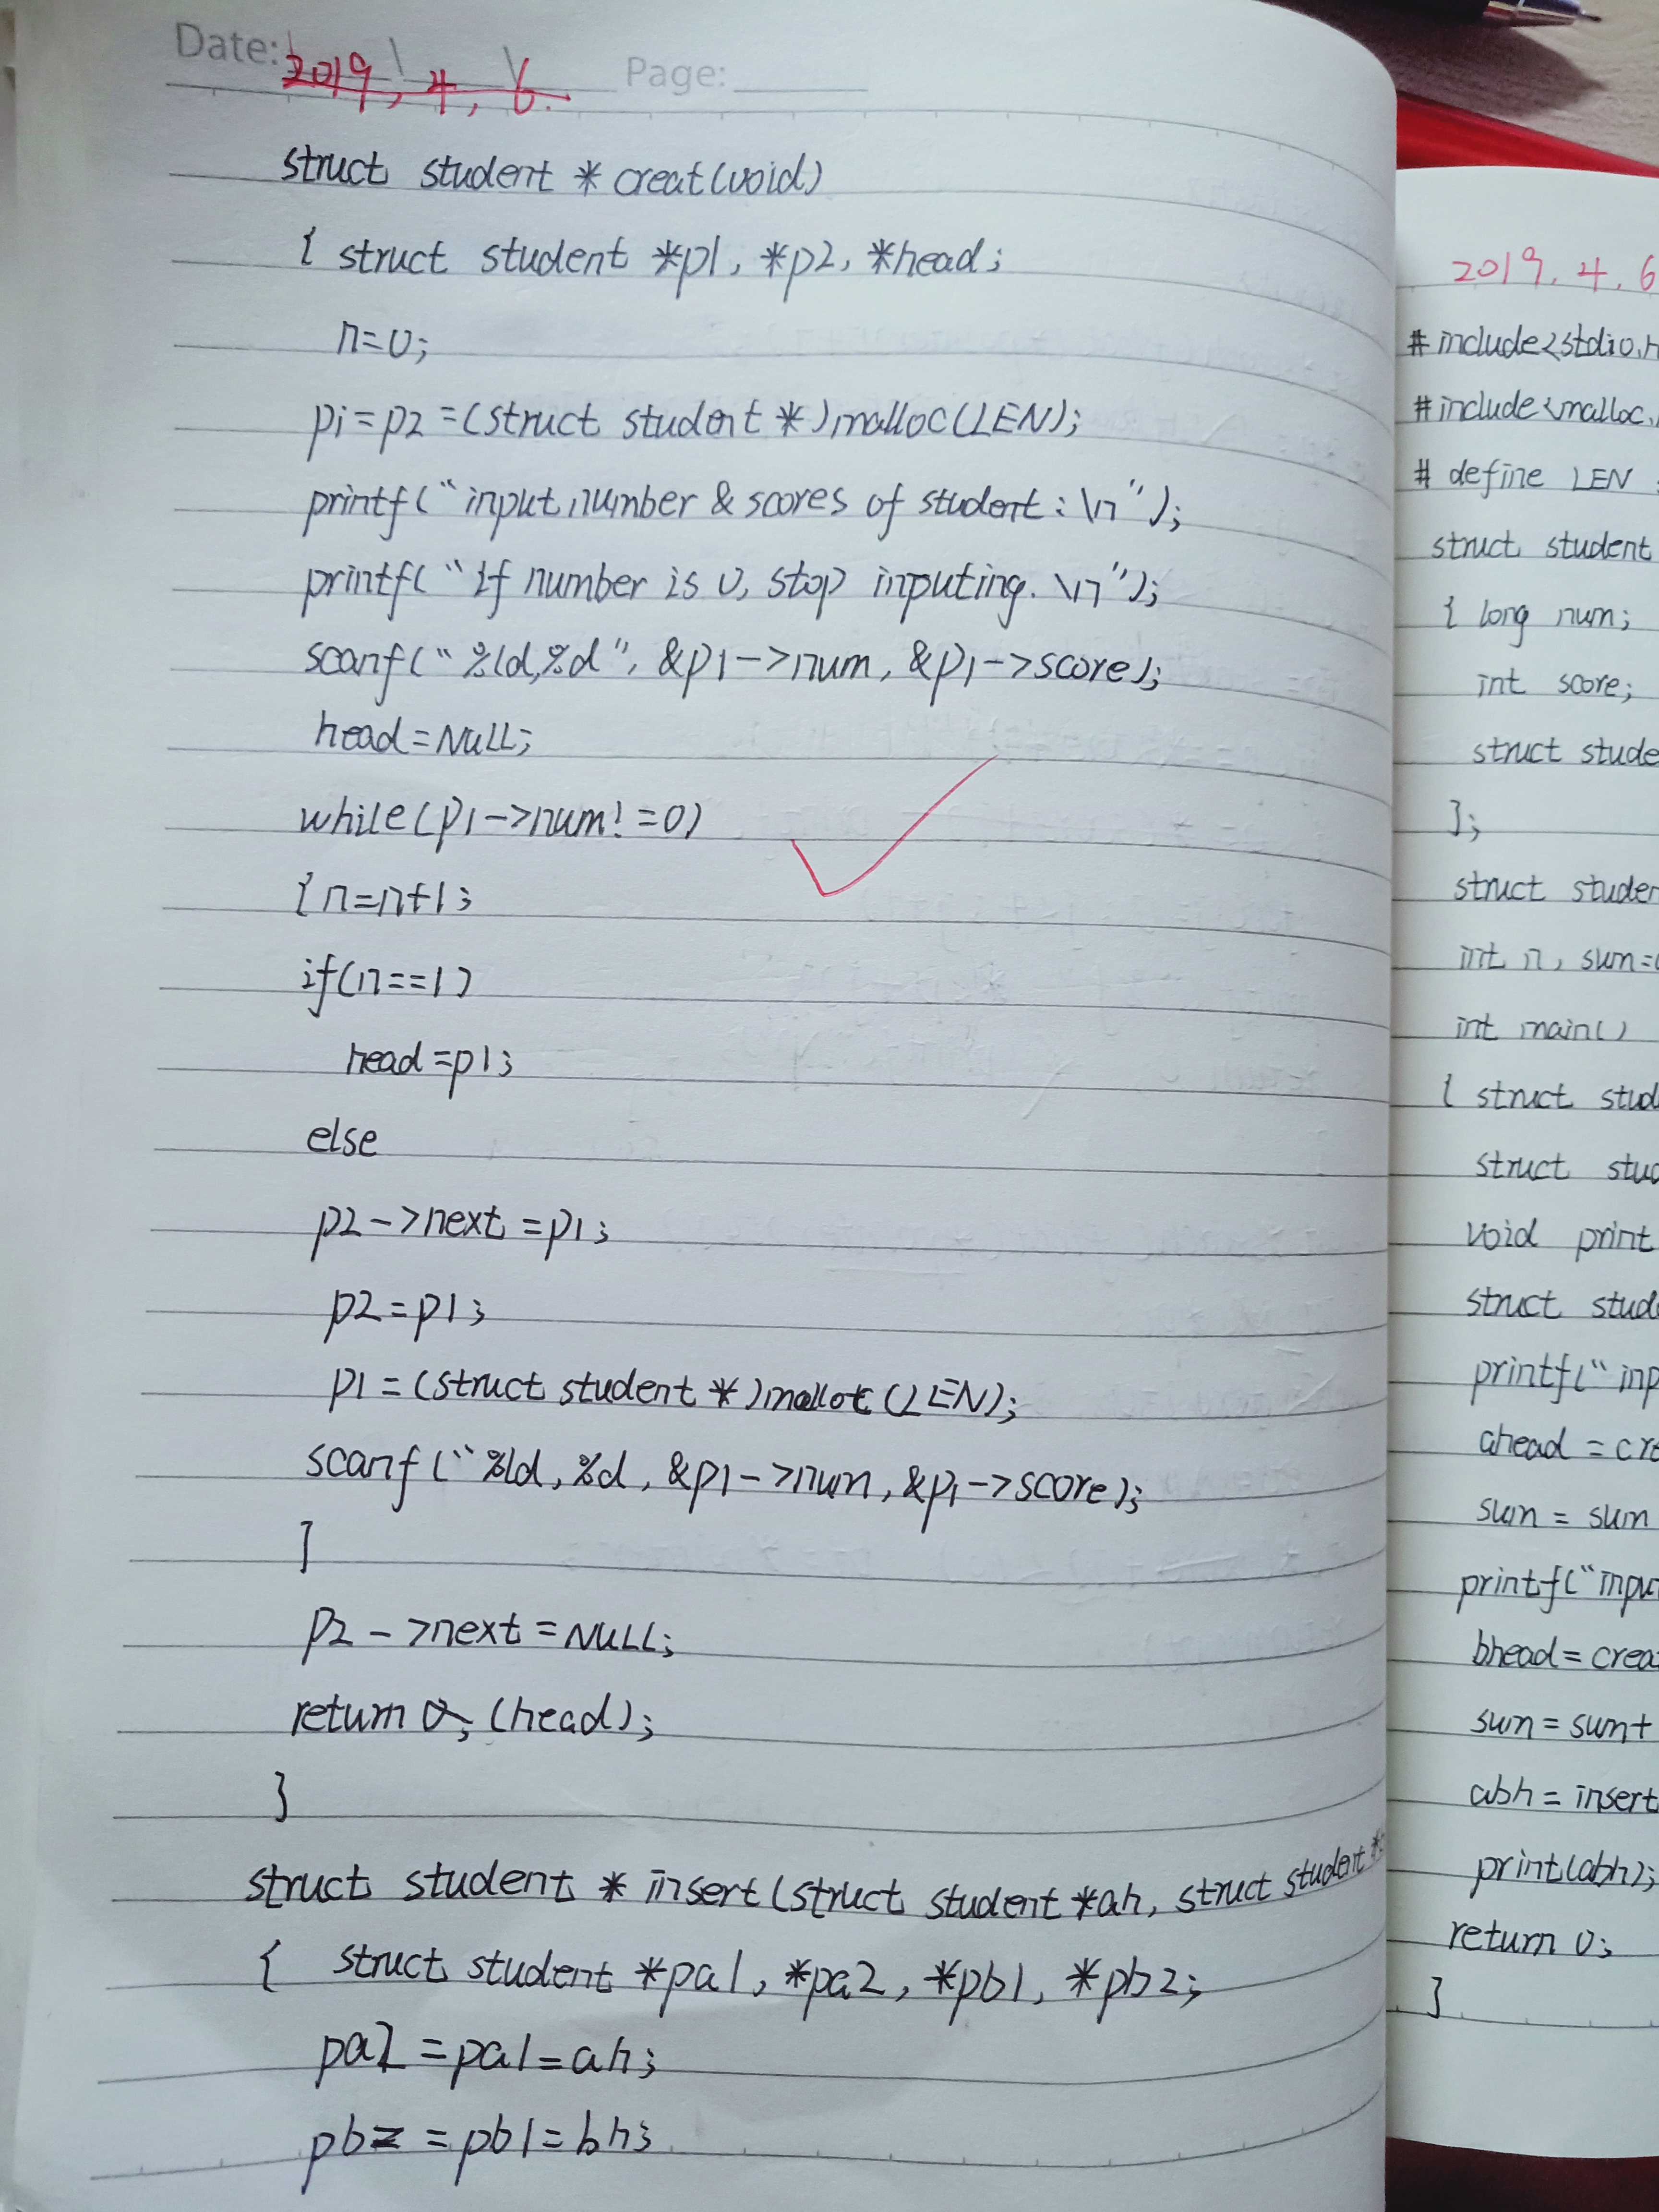 Date: 2019, 4, 6. Page:
struct student * creat(void)
{ struct student *p1, *p2, *head;
n=0;
pi=p2=(struct student *)malloc(LEN);
printf("input number & scores of student: \n");
printf("if number is 0, stop inputing. \n");
scanf("%ld,%d", &p1->num, &p1->score);
head=NULL;
while(p1->num!=0)
{ n=n+1;
if(n==1)
head=p1;
else
p2->next=p1;
p2=p1;
p1=(struct student *)malloc(LEN);
scanf("%ld,%d, &p1->num, &p1->score);
}
p2->next=NULL;
return (head);
}
struct student * insert(struct student *ah, struct student *
{ struct student *pa1, *pa2, *pb1, *pb2;
pa2=pa1=ah;
pb2=pb1=bh;
2019.4.6
#include<stdio.h
#include<malloc.
# define LEN
struct student
{ long num;
int score;
struct stude
};
struct studen
int n, sum=0
int main()
{ struct stud
struct stud
void print
struct stud
printf("inp
ahead = cre
sum = sum
printf("inpu
bhead=crea
sum=sum+
abh=insert
print(abh);
return 0;
}